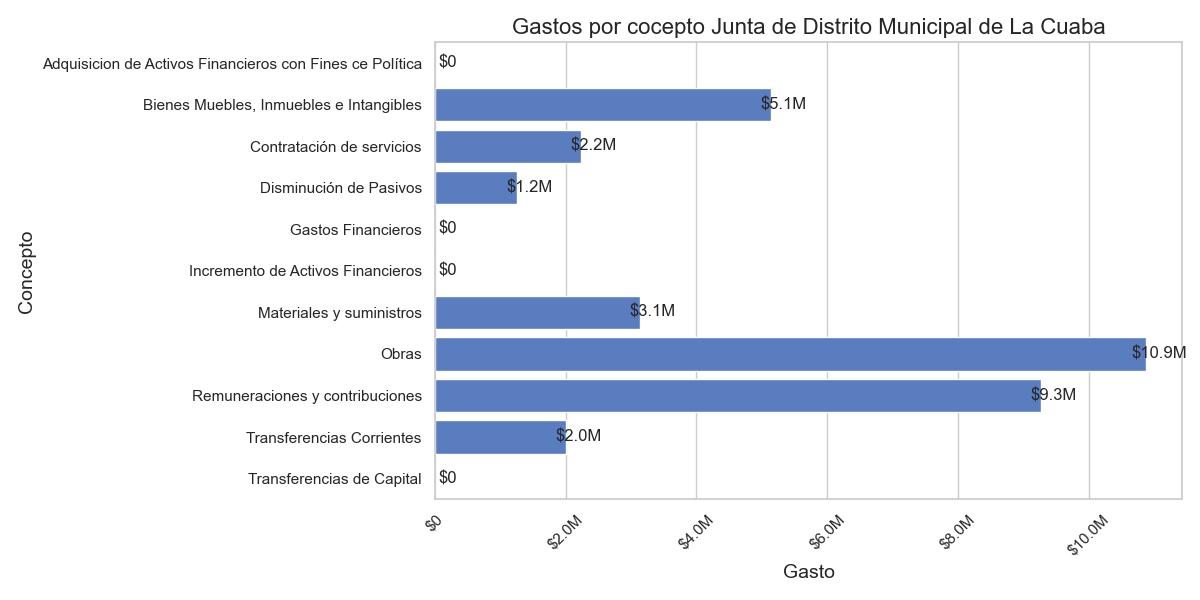 Gastos por cocepto Junta de Distrito Municipal de La Cuaba
Concepto
Adquisicion de Activos Financieros con Fines ce Política $0
Bienes Muebles, Inmuebles e Intangibles $5.1M
Contratación de servicios $2.2M
Disminución de Pasivos $1.2M
Gastos Financieros $0
Incremento de Activos Financieros $0
Materiales y suministros $3.1M
Obras $10.9M
Remuneraciones y contribuciones $9.3M
Transferencias Corrientes $2.0M
Transferencias de Capital $0
$0 $2.0M $4.0M $6.0M $8.0M $10.0M
Gasto